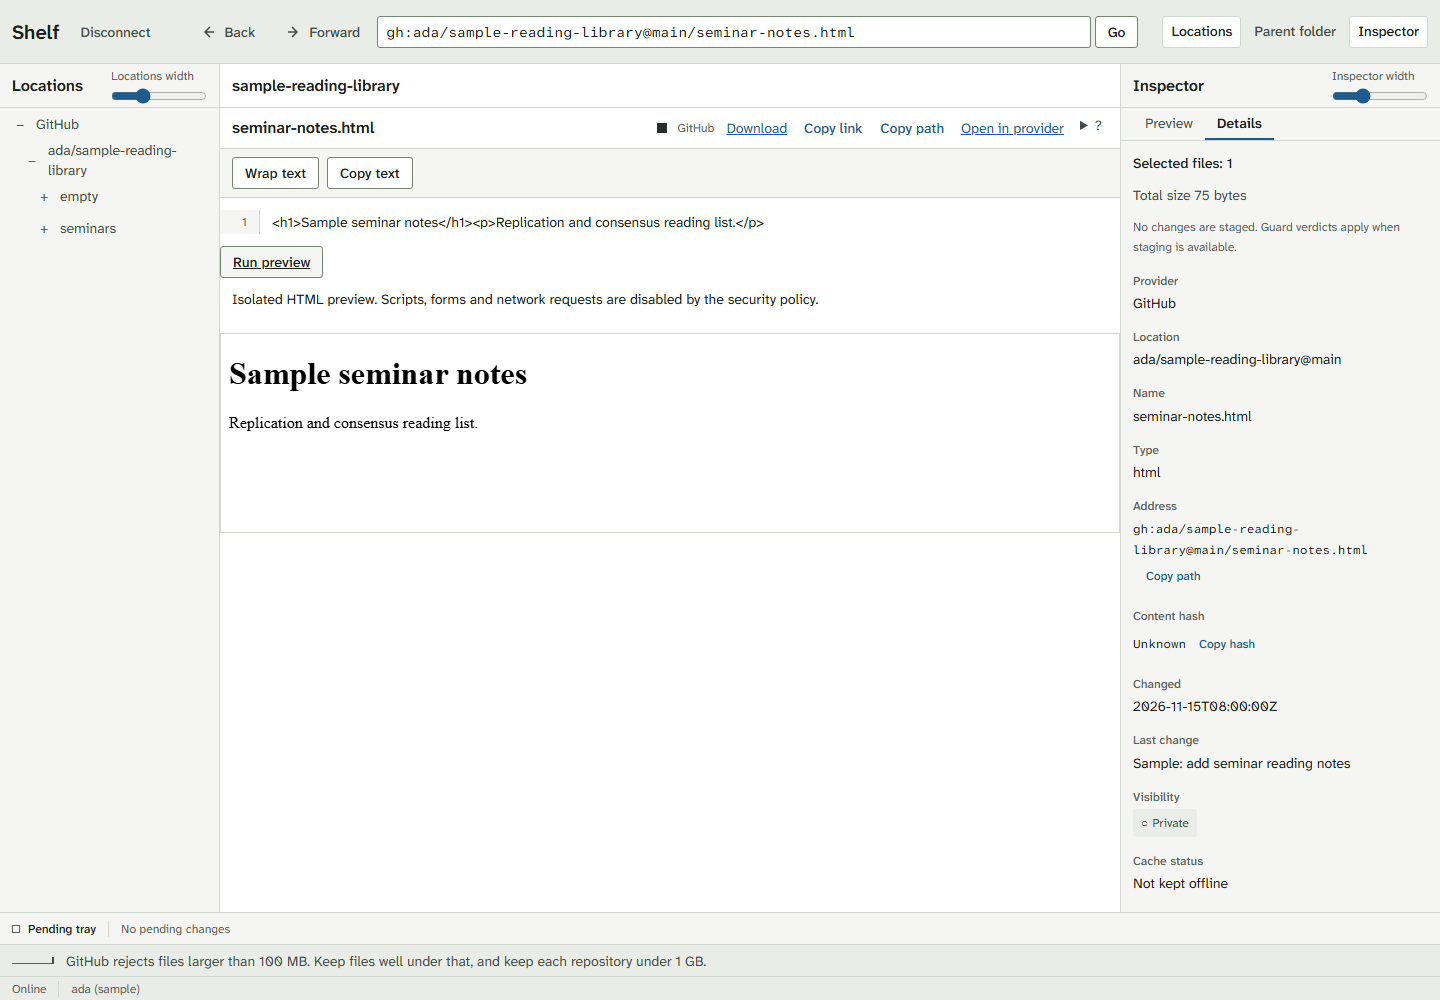 Shelf Disconnect Back Forward gh:ada/sample-reading-library@main/seminar-notes.html Go Locations Parent folder Inspector
Locations Locations width
− GitHub
− ada/sample-reading-
library
+ empty
+ seminars
sample-reading-library
seminar-notes.html GitHub Download Copy link Copy path Open in provider ?
Wrap text Copy text
1 <h1>Sample seminar notes</h1><p>Replication and consensus reading list.</p>
Run preview
Isolated HTML preview. Scripts, forms and network requests are disabled by the security policy.
Sample seminar notes
Replication and consensus reading list.
Inspector Inspector width
Preview Details
Selected files: 1
Total size 75 bytes
No changes are staged. Guard verdicts apply when
staging is available.
Provider
GitHub
Location
ada/sample-reading-library@main
Name
seminar-notes.html
Type
html
Address
gh:ada/sample-reading-
library@main/seminar-notes.html
Copy path
Content hash
Unknown Copy hash
Changed
2026-11-15T08:00:00Z
Last change
Sample: add seminar reading notes
Visibility
Private
Cache status
Not kept offline
Pending tray No pending changes
GitHub rejects files larger than 100 MB. Keep files well under that, and keep each repository under 1 GB.
Online ada (sample)